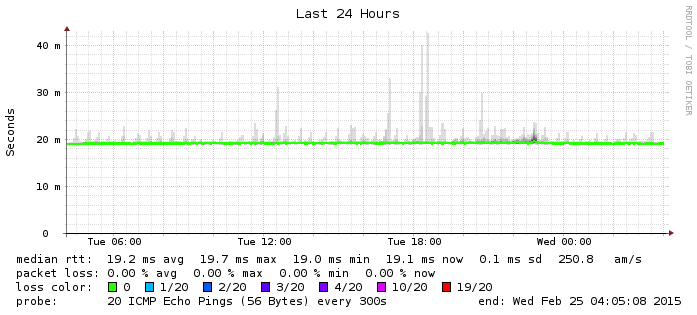 Last 24 Hours
RRDTOOL / TOBI OETIKER
Seconds
40 m
30 m
20 m
10 m
0
Tue 06:00 Tue 12:00 Tue 18:00 Wed 00:00
median rtt: 19.2 ms avg 19.7 ms max 19.0 ms min 19.1 ms now 0.1 ms sd 250.8 am/s
packet loss: 0.00 % avg 0.00 % max 0.00 % min 0.00 % now
loss color: 0 1/20 2/20 3/20 4/20 10/20 19/20
probe: 20 ICMP Echo Pings (56 Bytes) every 300s end: Wed Feb 25 04:05:08 2015